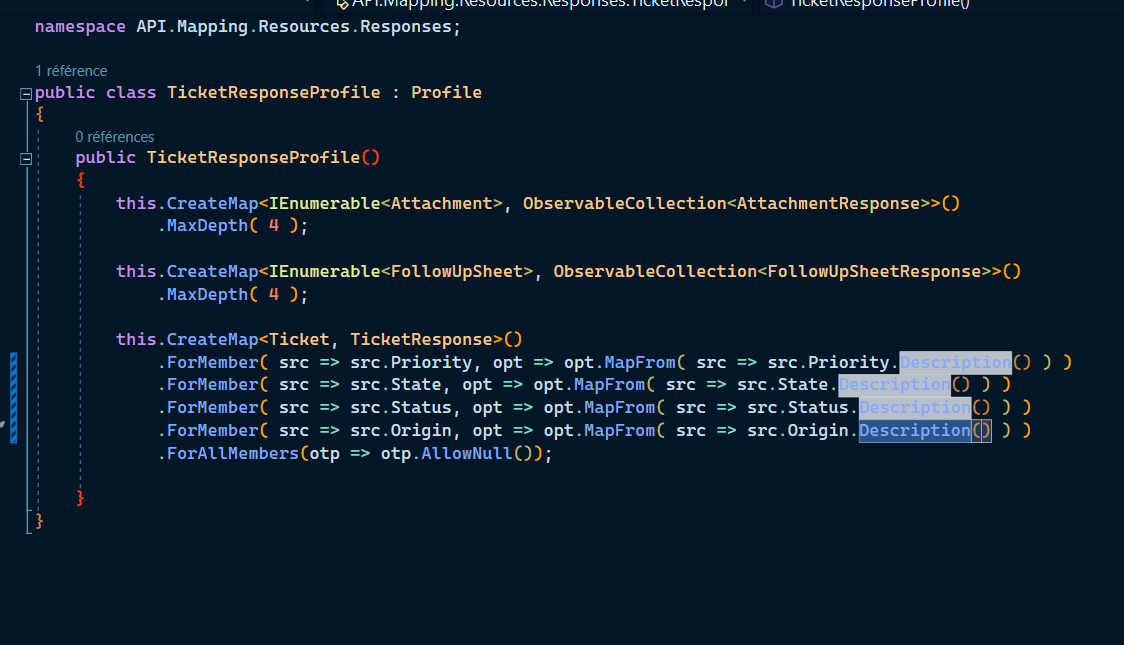 API.Mapping.Resources.Responses.TicketRespor TicketResponseProfile()
namespace API.Mapping.Resources.Responses;
1 référence
public class TicketResponseProfile : Profile
{
0 références
public TicketResponseProfile()
{
this.CreateMap<IEnumerable<Attachment>, ObservableCollection<AttachmentResponse>>()
.MaxDepth( 4 );
this.CreateMap<IEnumerable<FollowUpSheet>, ObservableCollection<FollowUpSheetResponse>>()
.MaxDepth( 4 );
this.CreateMap<Ticket, TicketResponse>()
.ForMember( src => src.Priority, opt => opt.MapFrom( src => src.Priority.Description() ) )
.ForMember( src => src.State, opt => opt.MapFrom( src => src.State.Description() ) )
.ForMember( src => src.Status, opt => opt.MapFrom( src => src.Status.Description() ) )
.ForMember( src => src.Origin, opt => opt.MapFrom( src => src.Origin.Description() ) )
.ForAllMembers(otp => otp.AllowNull());
}
}